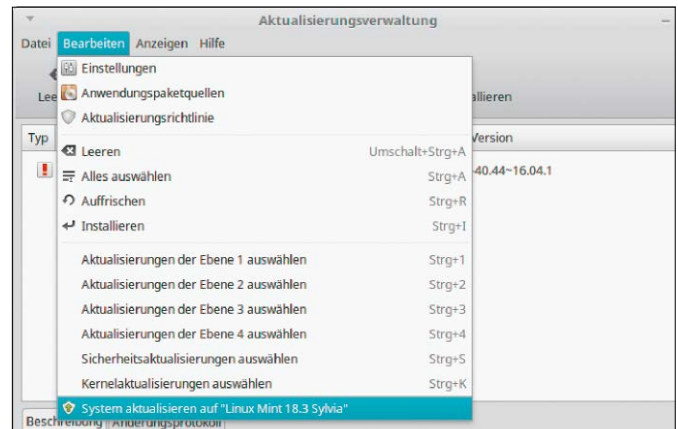 Aktualisierungsverwaltung
Datei Bearbeiten Anzeigen Hilfe
Einstellungen
Anwendungspaketquellen
Lee allieren
Aktualisierungsrichtlinie
Typ Version
Leeren Umschalt+Strg+A
Alles auswählen Strg+A
-40.44~16.04.1
Auffrischen Strg+R
Installieren Strg+I
Aktualisierungen der Ebene 1 auswählen Strg+1
Aktualisierungen der Ebene 2 auswählen Strg+2
Aktualisierungen der Ebene 3 auswählen Strg+3
Aktualisierungen der Ebene 4 auswählen Strg+4
Sicherheitsaktualisierungen auswählen Strg+S
Kernelaktualisierungen auswählen Strg+K
System aktualisieren auf "Linux Mint 18.3 Sylvia"
Beschreibung Änderungsprotokoll